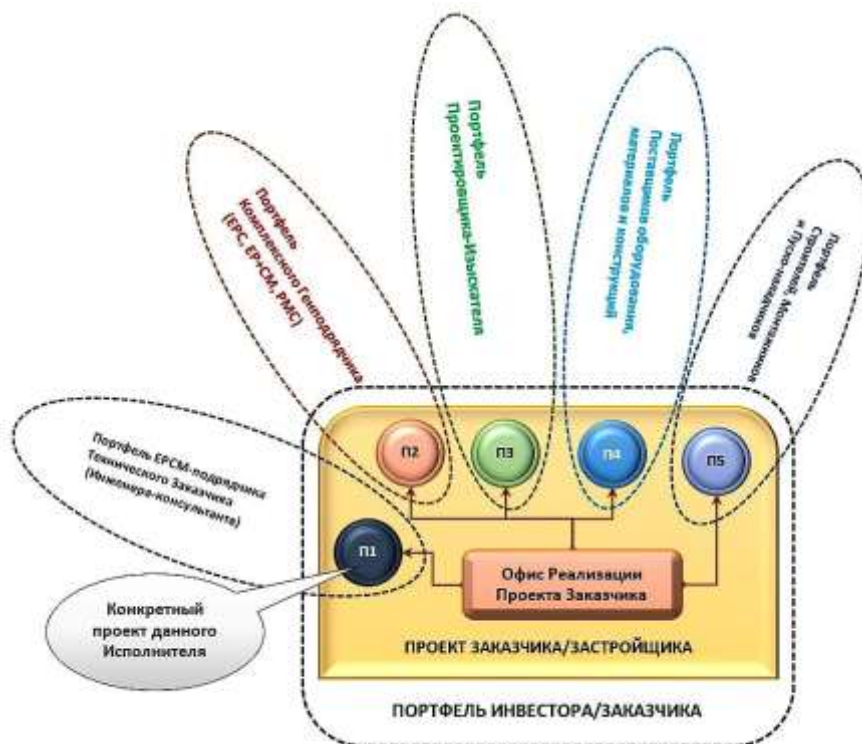 Портфель
Комплексного Генподрядчика
(EPC, EP+CM, PMC)
Портфель
Проектировщика-Изыскателя
Портфель
Поставщиков оборудования,
материалов и конструкций
Портфель
Строителей, Монтажников
и Пуско-наладчиков
Портфель EPCM-подрядчика
Технического Заказчика
(Инженера-консультанта)
П1
П2
П3
П4
П5
Офис Реализации
Проекта Заказчика
Конкретный
проект данного
Исполнителя
ПРОЕКТ ЗАКАЗЧИКА/ЗАСТРОЙЩИКА
ПОРТФЕЛЬ ИНВЕСТОРА/ЗАКАЗЧИКА